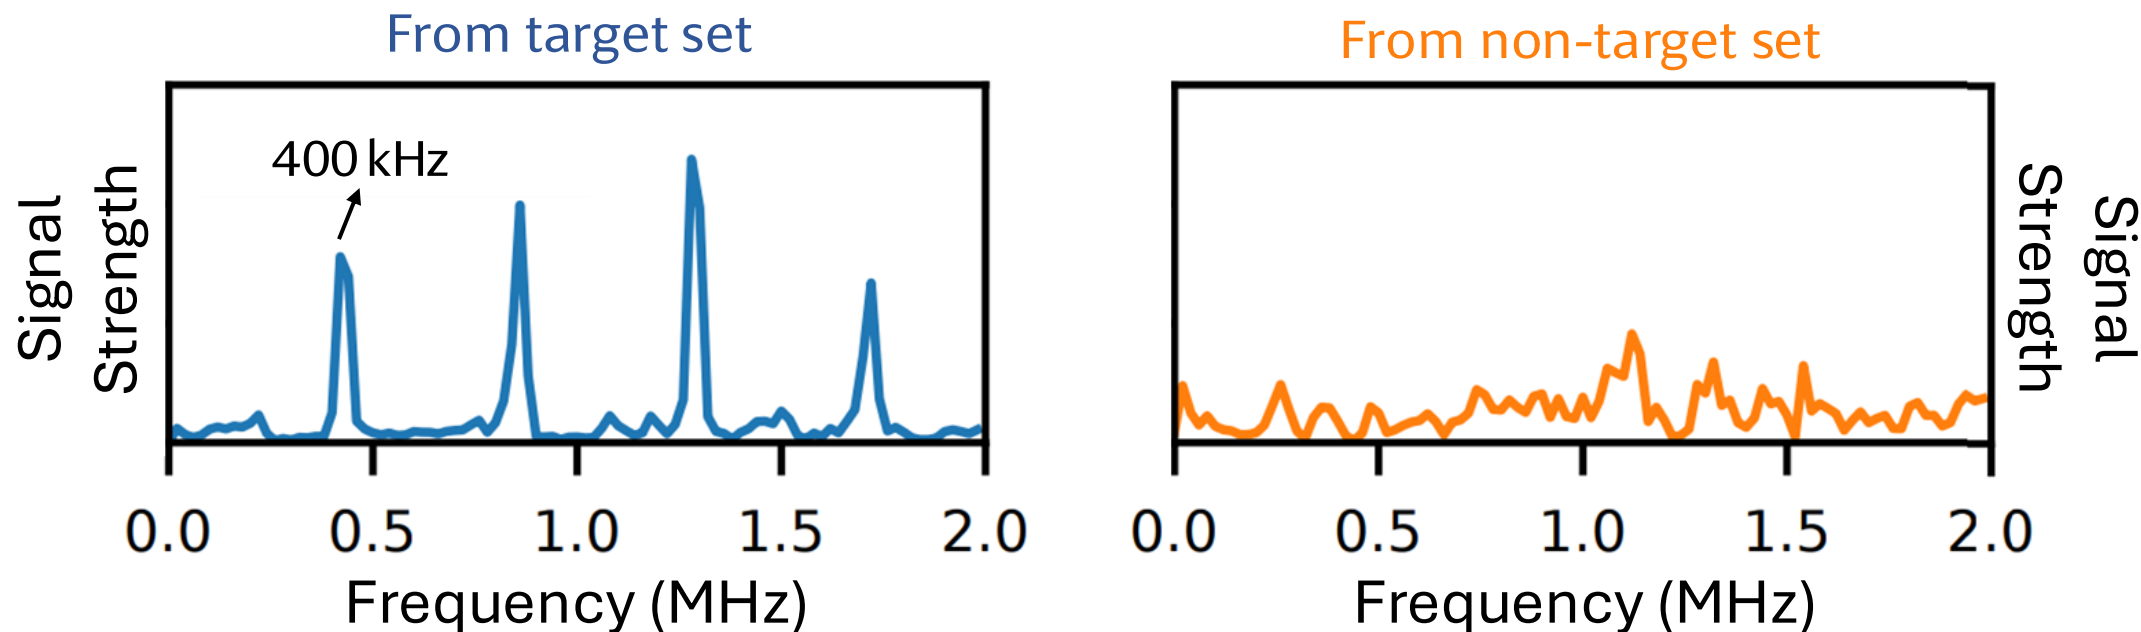 From target set
400 kHz
Signal
Strength
0.0 0.5 1.0 1.5 2.0
Frequency (MHz)
From non-target set
Signal
Strength
0.0 0.5 1.0 1.5 2.0
Frequency (MHz)